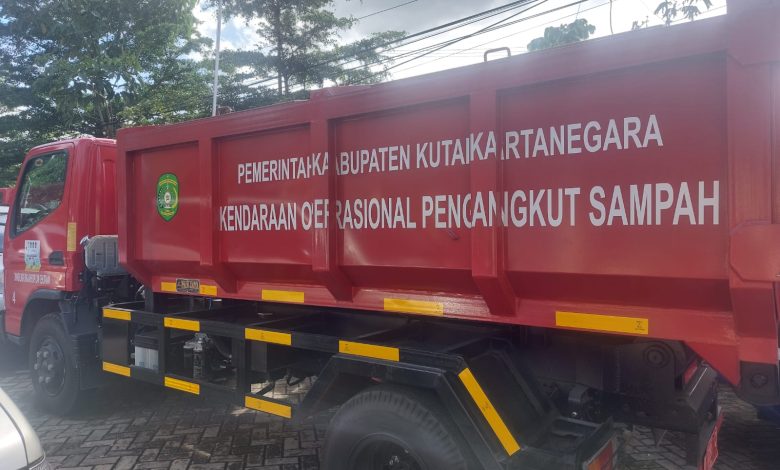 PEMERINTAH KABUPATEN KUTAI KARTANEGARA
KENDARAAN OPERASIONAL PENGANGKUT SAMPAH